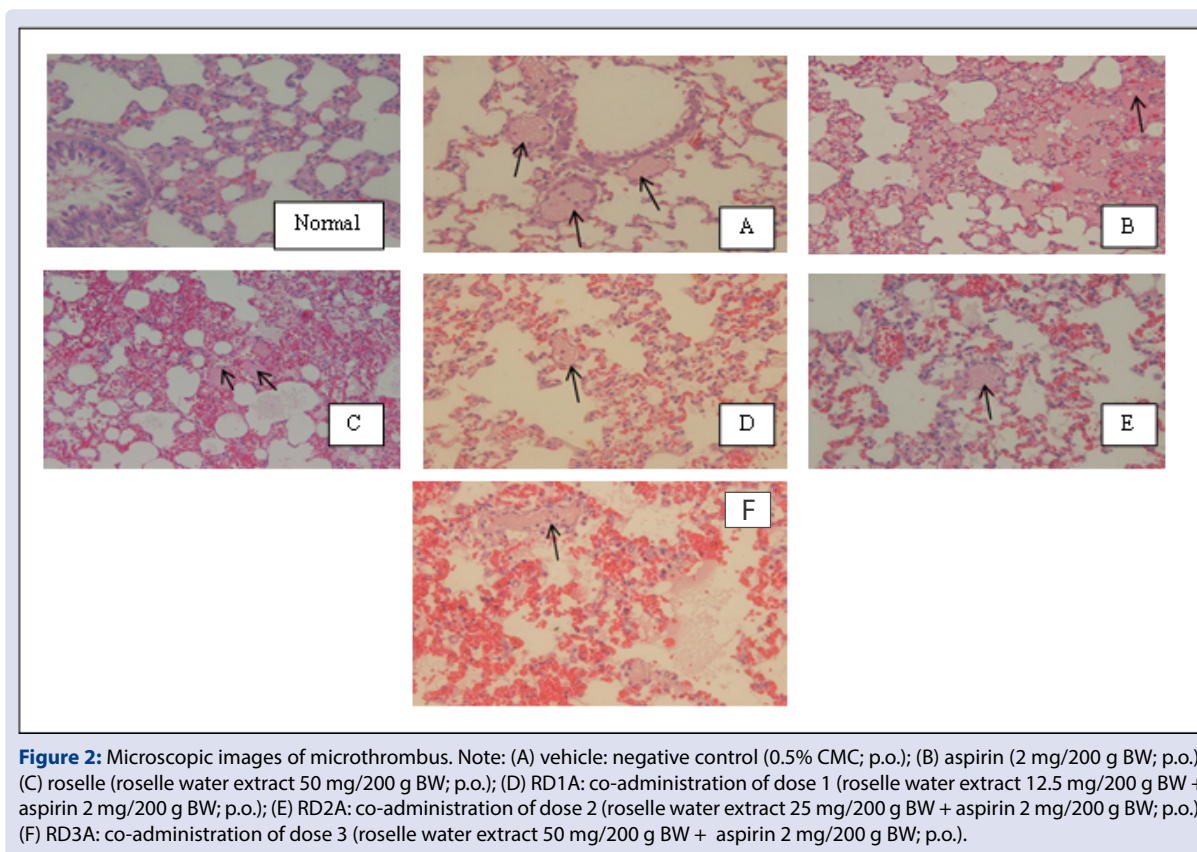 Normal
A
B
C
D
E
F
Figure 2: Microscopic images of microthrombus. Note: (A) vehicle: negative control (0.5% CMC; p.o.); (B) aspirin (2 mg/200 g BW; p.o.)
(C) roselle (roselle water extract 50 mg/200 g BW; p.o.); (D) RD1A: co-administration of dose 1 (roselle water extract 12.5 mg/200 g BW +
aspirin 2 mg/200 g BW; p.o.); (E) RD2A: co-administration of dose 2 (roselle water extract 25 mg/200 g BW + aspirin 2 mg/200 g BW; p.o.)
(F) RD3A: co-administration of dose 3 (roselle water extract 50 mg/200 g BW + aspirin 2 mg/200 g BW; p.o.).